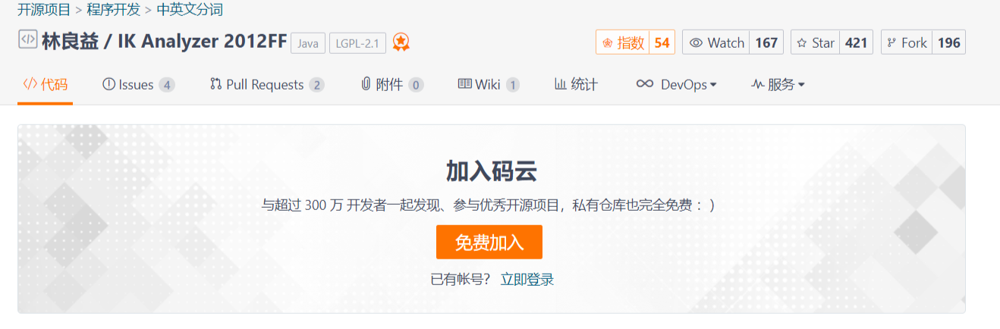 开源项目 > 程序开发 > 中英文分词
林良益 / IK Analyzer 2012FF Java LGPL-2.1 指数 54 Watch 167 Star 421 Fork 196
代码 Issues 4 Pull Requests 2 附件 0 Wiki 1 统计 DevOps 服务
加入码云
与超过 300 万 开发者一起发现、参与优秀开源项目，私有仓库也完全免费 ：）
免费加入
已有帐号？ 立即登录